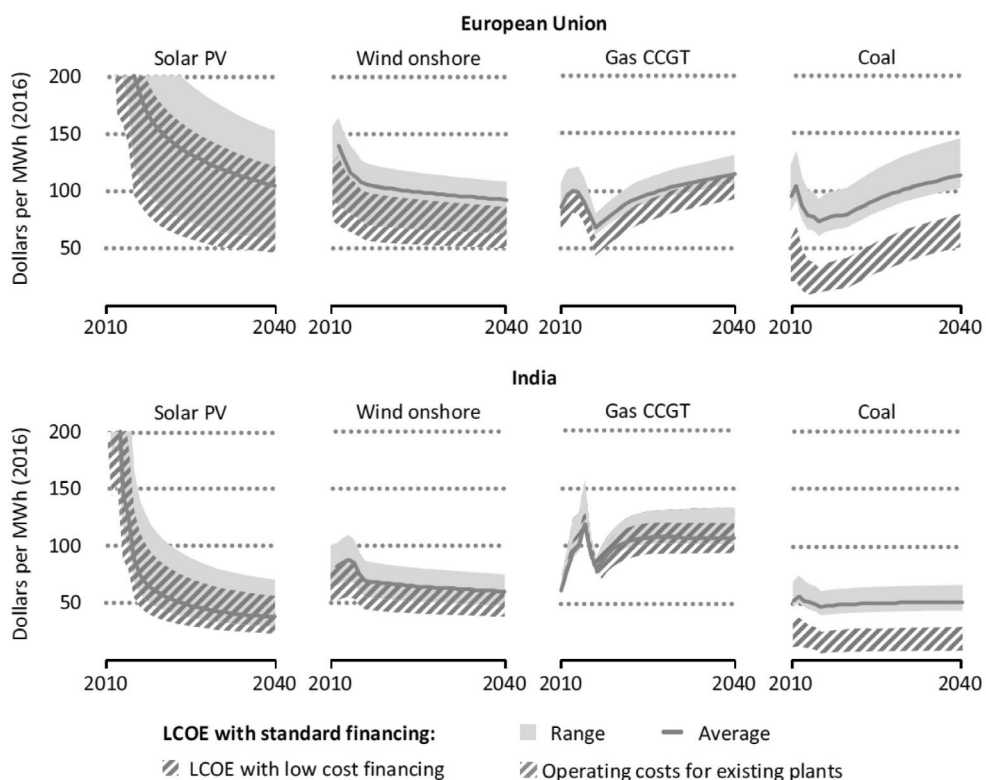 European Union
Solar PV Wind onshore Gas CCGT Coal
Dollars per MWh (2016)
200
150
100
50
2010 2040 2010 2040 2010 2040 2010 2040
India
Solar PV Wind onshore Gas CCGT Coal
Dollars per MWh (2016)
200
150
100
50
2010 2040 2010 2040 2010 2040 2010 2040
LCOE with standard financing: Range Average
LCOE with low cost financing Operating costs for existing plants